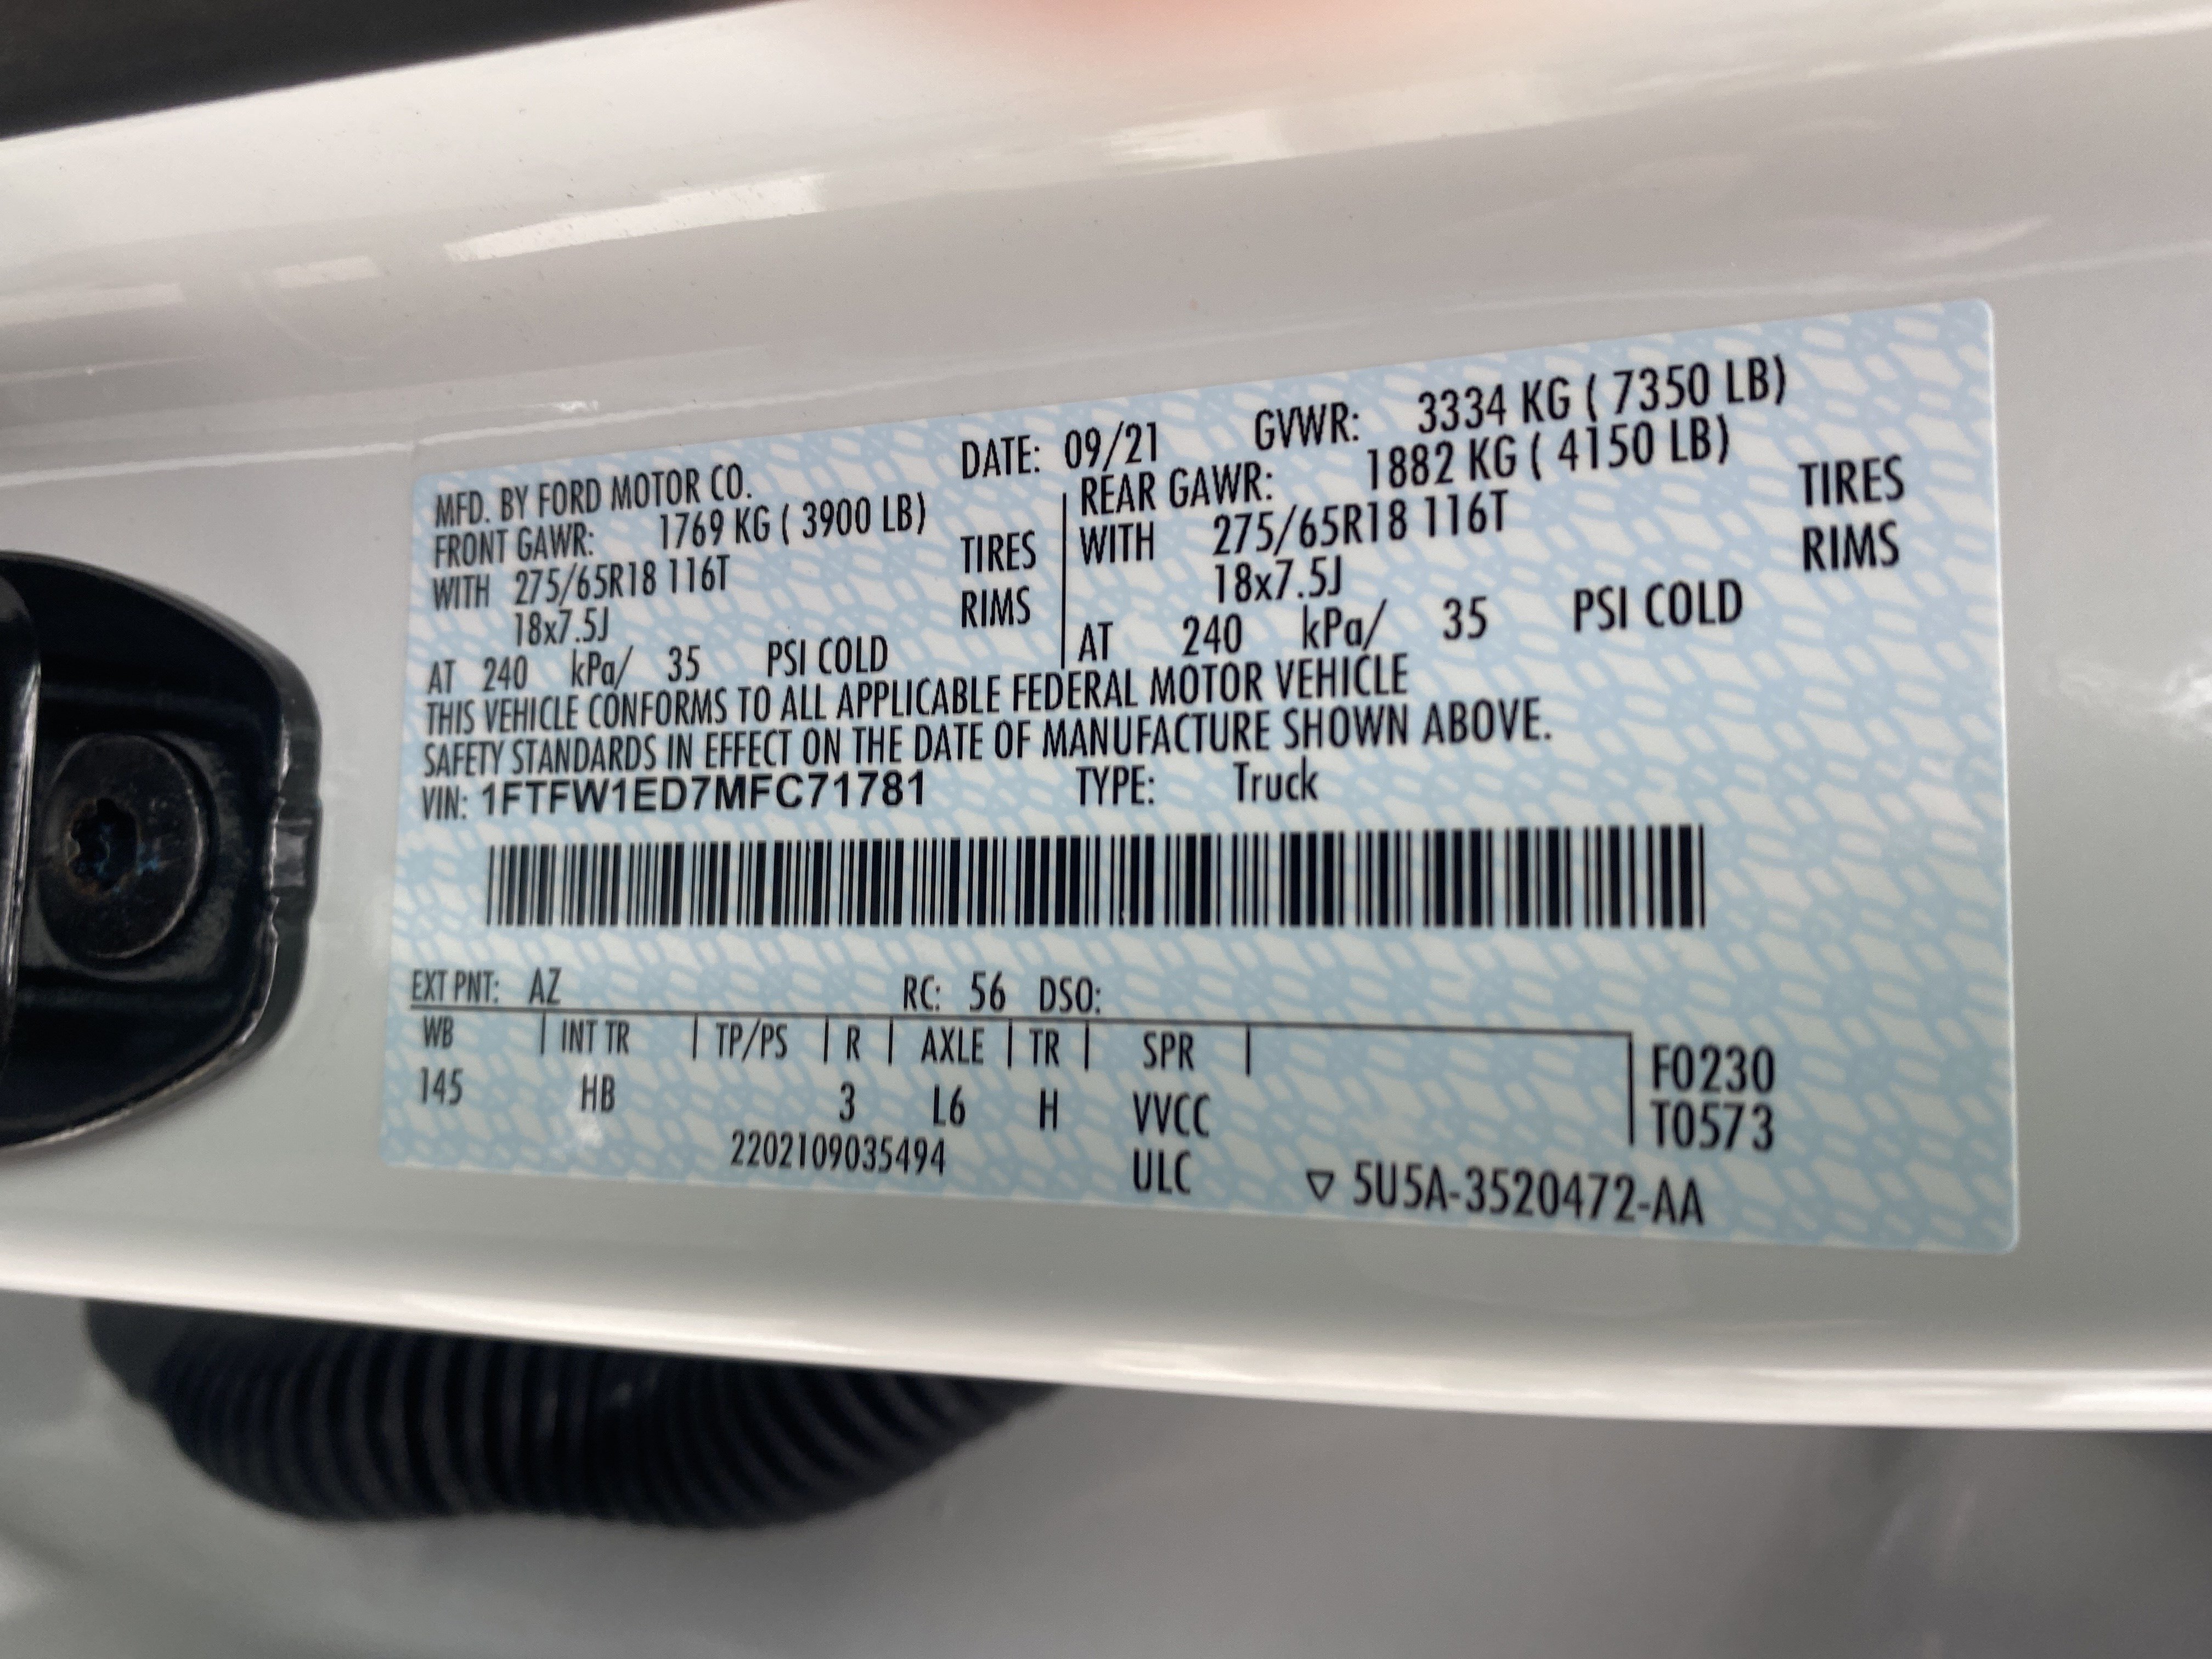 MFD. BY FORD MOTOR CO. DATE: 09/21 GVWR: 3334 KG ( 7350 LB)
FRONT GAWR: 1769 KG ( 3900 LB) REAR GAWR: 1882 KG ( 4150 LB)
WITH 275/65R18 116T TIRES WITH 275/65R18 116T TIRES
18x7.5J RIMS 18x7.5J RIMS
AT 240 kPa/ 35 PSI COLD AT 240 kPa/ 35 PSI COLD
THIS VEHICLE CONFORMS TO ALL APPLICABLE FEDERAL MOTOR VEHICLE
SAFETY STANDARDS IN EFFECT ON THE DATE OF MANUFACTURE SHOWN ABOVE.
VIN: 1FTFW1ED7MFC71781 TYPE: Truck
EXT PNT: AZ RC: 56 DSO:
WB | INT TR | TP/PS | R | AXLE | TR | SPR | F0230
145 HB 3 L6 H VVCC T0573
2202109035494 ULC ▽ 5U5A-3520472-AA